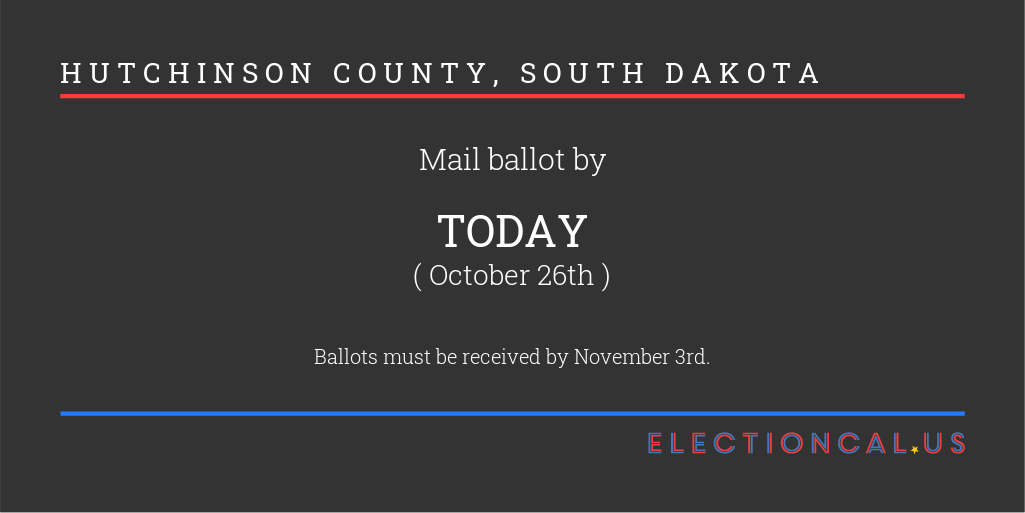 HUTCHINSON COUNTY, SOUTH DAKOTA
Mail ballot by
TODAY
( October 26th )
Ballots must be received by November 3rd.
ELECTIONCAL.US